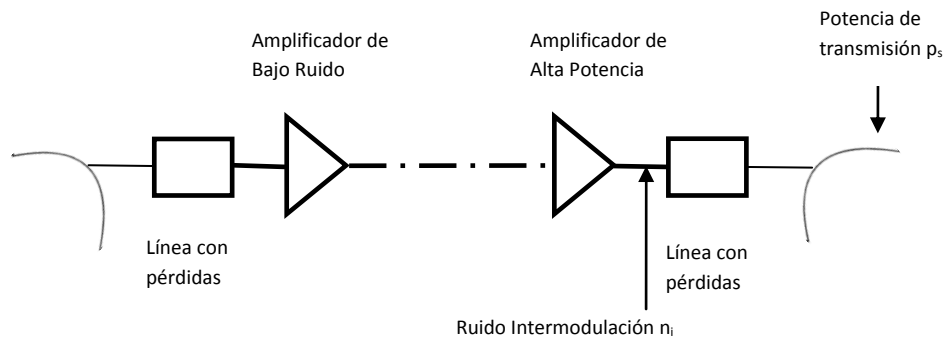 Potencia de
transmisión pₛ
Amplificador de
Bajo Ruido
Amplificador de
Alta Potencia
Línea con
pérdidas
Línea con
pérdidas
Ruido Intermodulación nᵢ